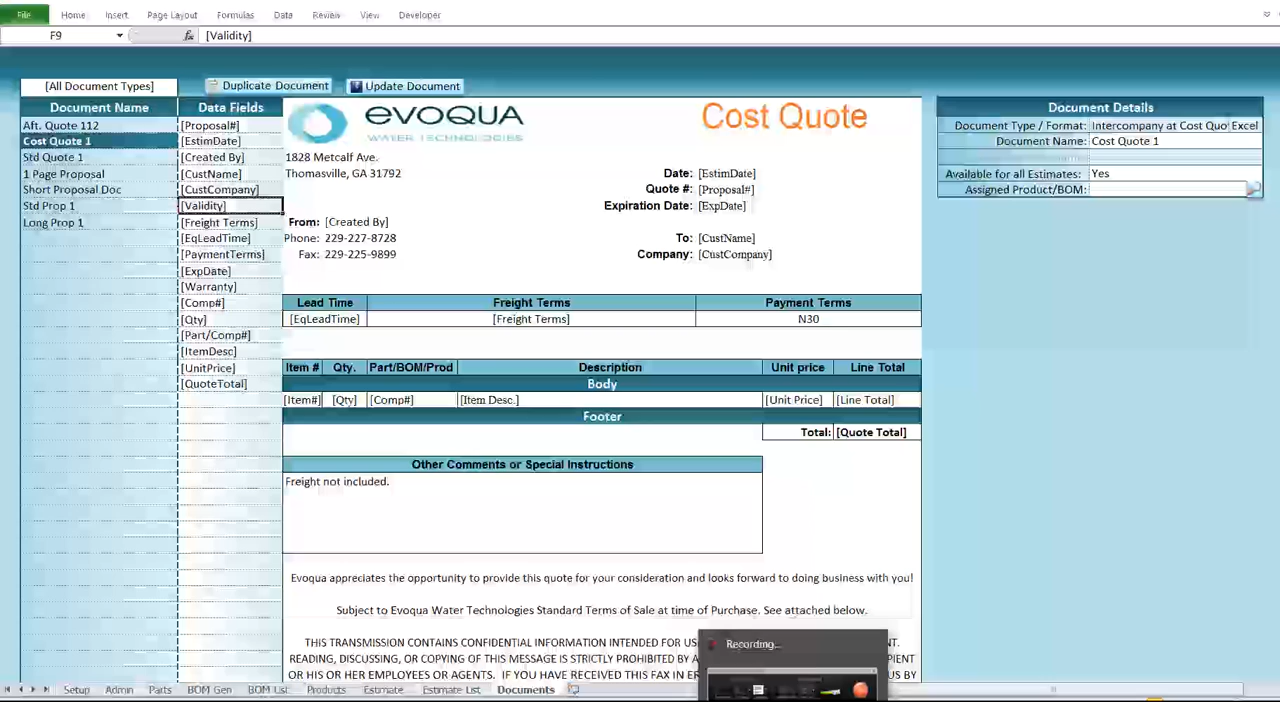 File Home Insert Page Layout Formulas Data Review View Developer
F9 fx [Validity]
[All Document Types] Duplicate Document Update Document
Document Name Data Fields
Aft. Quote 112
Cost Quote 1
Std Quote 1
1 Page Proposal
Short Proposal Doc
Std Prop 1
Long Prop 1
[Proposal#]
[EstimDate]
[Created By]
[CustName]
[CustCompany]
[Validity]
[Freight Terms]
[EqLeadTime]
[PaymentTerms]
[ExpDate]
[Warranty]
[Comp#]
[Qty]
[Part/Comp#]
[ItemDesc]
[UnitPrice]
[QuoteTotal]
evoqua
WATER TECHNOLOGIES
Cost Quote
1828 Metcalf Ave.
Thomasville, GA 31792
Date: [EstimDate]
Quote #: [Proposal#]
Expiration Date: [ExpDate]
From: [Created By]
Phone: 229-227-8728
Fax: 229-225-9899
To: [CustName]
Company: [CustCompany]
Lead Time Freight Terms Payment Terms
[EqLeadTime] [Freight Terms] N30
Item # Qty. Part/BOM/Prod Description Unit price Line Total
Body
[Item#] [Qty] [Comp#] [Item Desc.] [Unit Price] [Line Total]
Footer
Total: [Quote Total]
Other Comments or Special Instructions
Freight not included.
Evoqua appreciates the opportunity to provide this quote for your consideration and looks forward to doing business with you!
Subject to Evoqua Water Technologies Standard Terms of Sale at time of Purchase. See attached below.
THIS TRANSMISSION CONTAINS CONFIDENTIAL INFORMATION INTENDED FOR
READING, DISCUSSING, OR COPYING OF THIS MESSAGE IS STRICTLY PROHIBITED BY
OR HIS OR HER EMPLOYEES OR AGENTS. IF YOU HAVE RECEIVED THIS FAX IN BY
Document Details
Document Type / Format: Intercompany at Cost Quo Excel
Document Name: Cost Quote 1
Available for all Estimates: Yes
Assigned Product/BOM:
Recording...
Setup Admin Parts BOM Gen BOM List Products Estimate Estimate List Documents